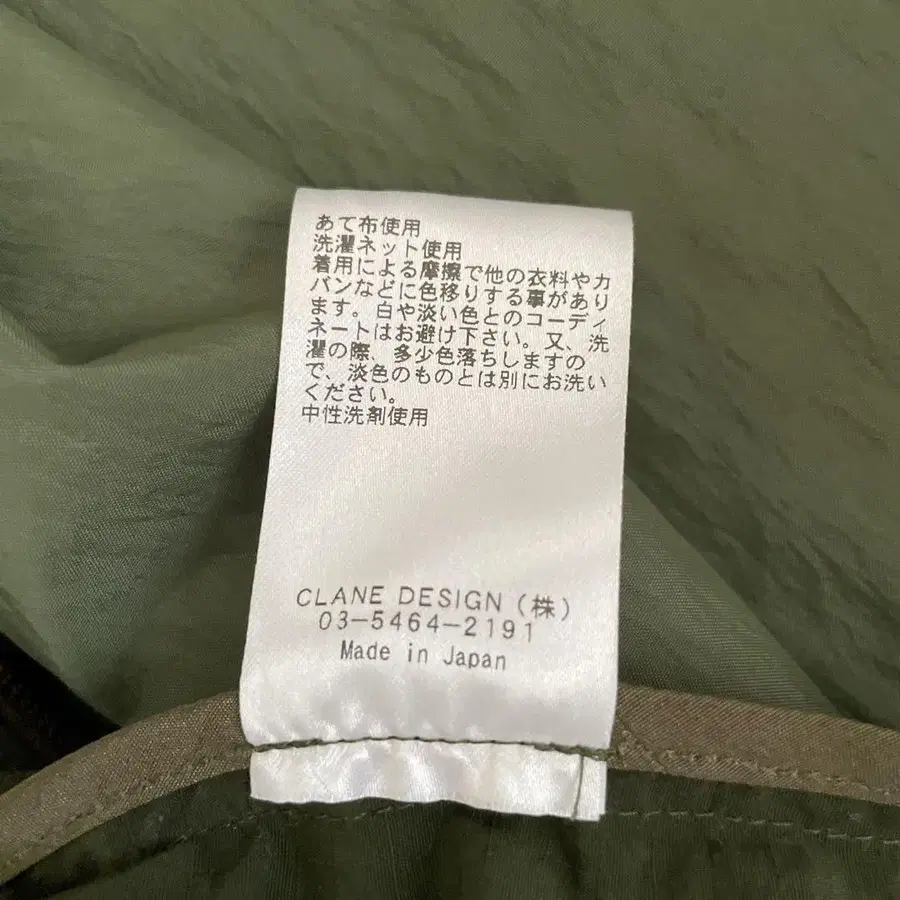 あて布使用
洗濯ネット使用
着用による摩擦で他の衣料やカ
バンなどに色移りする事があり
ます。白や淡い色とのコーディ
ネートはお避け下さい。又、洗
濯の際、多少色落ちしますの
で、淡色のものとは別にお洗い
ください。
中性洗剤使用
CLANE DESIGN（株）
03-5464-2191
Made in Japan